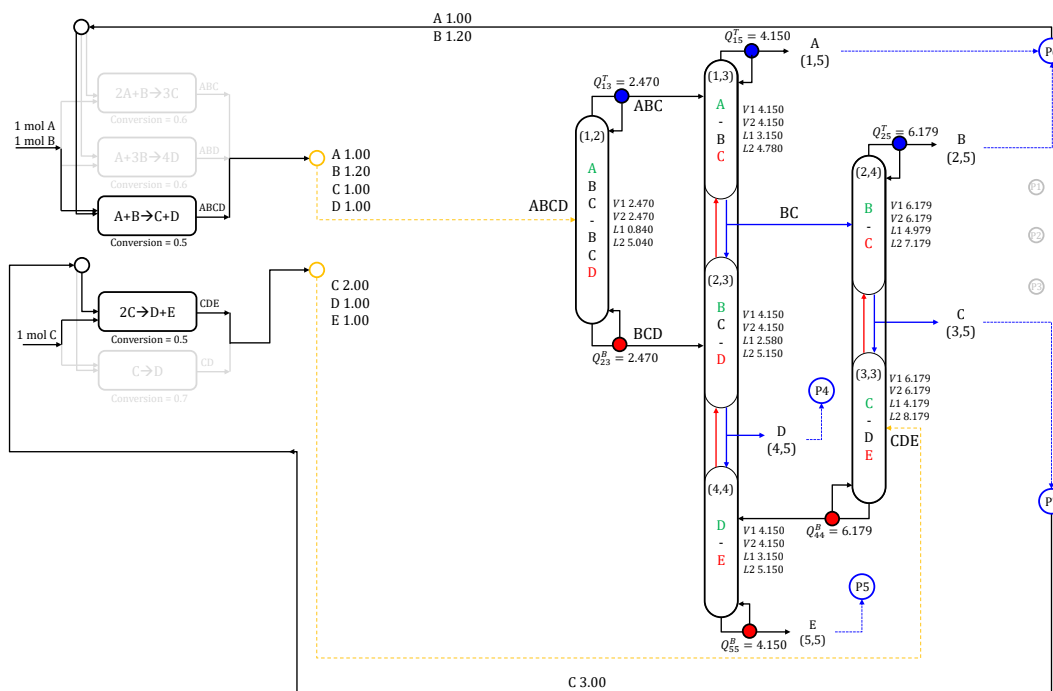 A 1.00
B 1.20
2A+B→3C
ABC
Conversion = 0.6
1 mol A
1 mol B
A+3B→4D
ABD
Conversion = 0.6
A+B→C+D
ABCD
Conversion = 0.5
A 1.00
B 1.20
C 1.00
D 1.00
ABCD
2C→D+E
CDE
Conversion = 0.5
1 mol C
C→D
CD
Conversion = 0.7
C 2.00
D 1.00
E 1.00
Q^T_13 = 2.470
ABC
(1,2)
A
B
C
-
B
C
D
V1 2.470
V2 2.470
L1 0.840
L2 5.040
BCD
Q^B_23 = 2.470
Q^T_15 = 4.150
A
(1,5)
(1,3)
A
-
B
C
V1 4.150
V2 4.150
L1 3.150
L2 4.780
BC
(2,3)
B
C
-
D
V1 4.150
V2 4.150
L1 2.580
L2 5.150
D
(4,5)
P4
(4,4)
D
-
E
V1 4.150
V2 4.150
L1 3.150
L2 5.150
Q^B_55 = 4.150
E
(5,5)
P5
Q^T_25 = 6.179
B
(2,5)
(2,4)
B
-
C
V1 6.179
V2 6.179
L1 4.979
L2 7.179
C
(3,5)
(3,3)
C
-
D
E
V1 6.179
V2 6.179
L1 4.179
L2 8.179
CDE
Q^B_44 = 6.179
P1
P2
P3
C 3.00